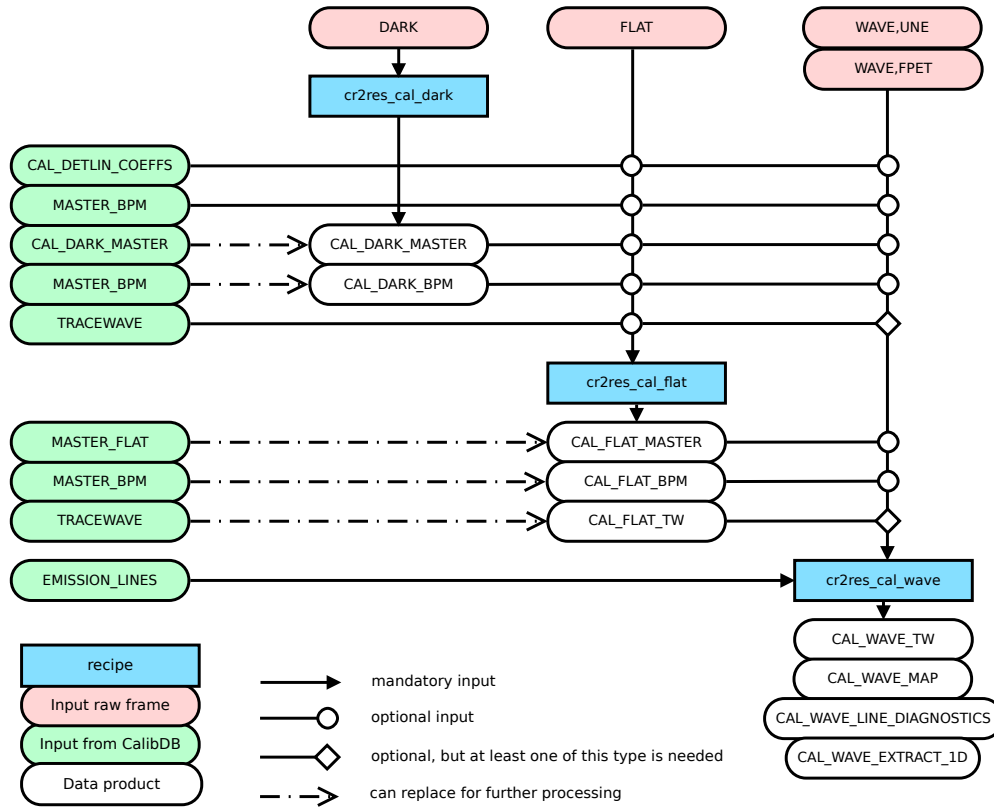 DARK
FLAT
WAVE,UNE
WAVE,FPET
cr2res_cal_dark
CAL_DETLIN_COEFFS
MASTER_BPM
CAL_DARK_MASTER
CAL_DARK_MASTER
MASTER_BPM
CAL_DARK_BPM
TRACEWAVE
cr2res_cal_flat
MASTER_FLAT
CAL_FLAT_MASTER
MASTER_BPM
CAL_FLAT_BPM
TRACEWAVE
CAL_FLAT_TW
EMISSION_LINES
cr2res_cal_wave
CAL_WAVE_TW
CAL_WAVE_MAP
CAL_WAVE_LINE_DIAGNOSTICS
CAL_WAVE_EXTRACT_1D
recipe
Input raw frame
Input from CalibDB
Data product
mandatory input
optional input
optional, but at least one of this type is needed
can replace for further processing